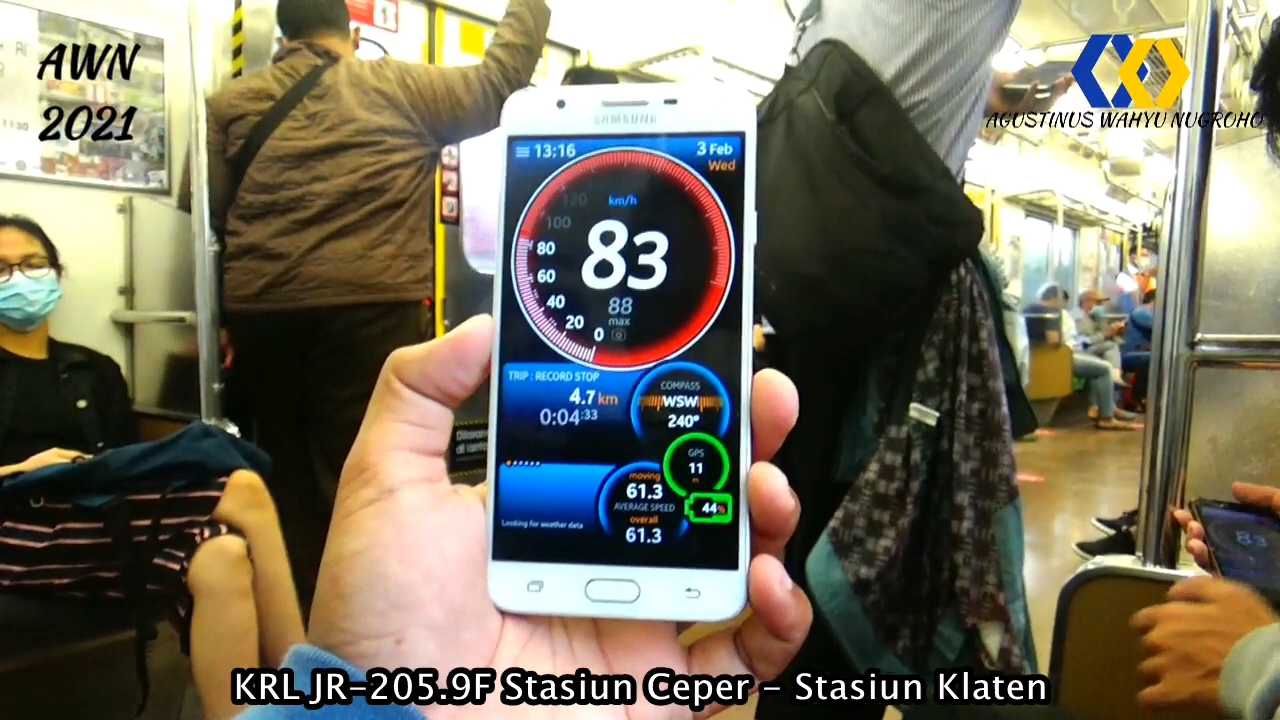 AWN
2021
AGUSTINUS WAHYU NUGROHO
SAMSUNG
13:16
3 Feb
Wed
km/h
120
100
80
60
40
20
0
83
88
max
TRIP : RECORD STOP
4.7 km
0:04:33
COMPASS
WSW
240°
GPS
11
moving
61.3
AVERAGE SPEED
overall
61.3
44%
Looking for weather data
KRL JR-205.9F Stasiun Ceper - Stasiun Klaten